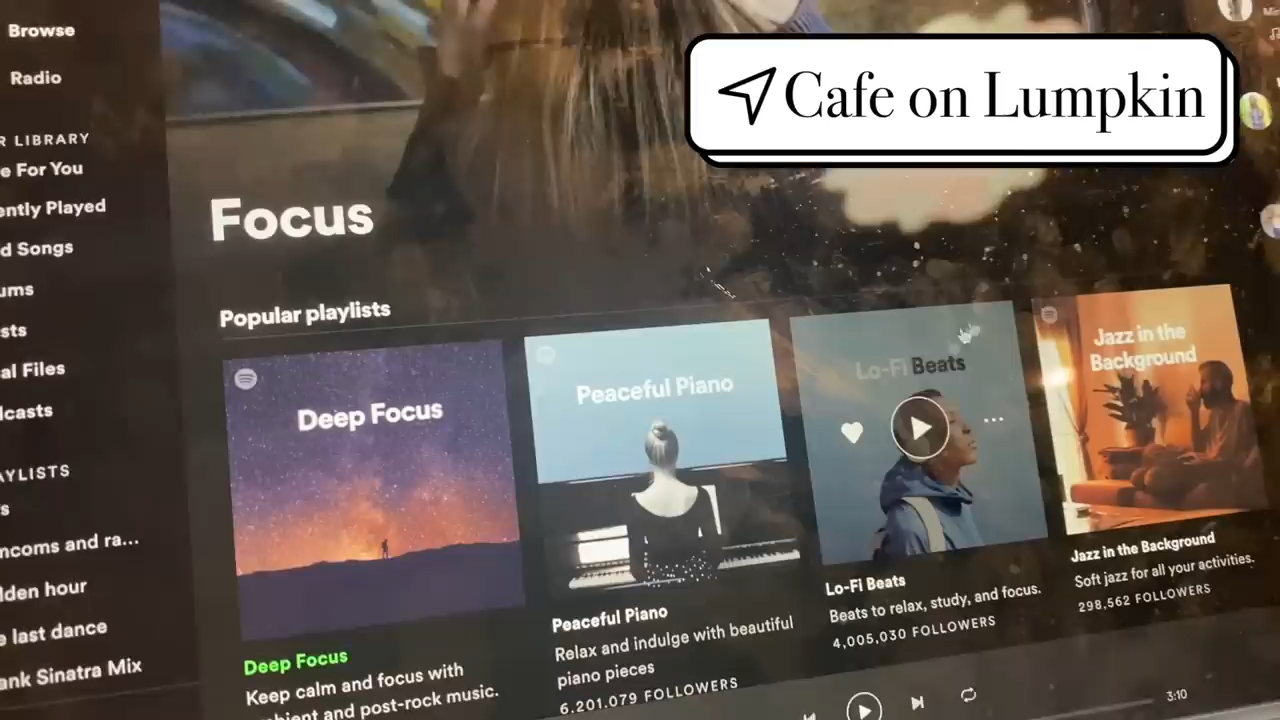 Cafe on Lumpkin
Browse
Radio
R LIBRARY
e For You
ently Played
d Songs
ums
sts
al Files
dcasts
AYLISTS
s
ncoms and ra...
lden hour
e last dance
ank Sinatra Mix
Focus
Popular playlists
Deep Focus
Peaceful Piano
Lo-Fi Beats
Jazz in the
Background
Deep Focus
Keep calm and focus with
bient and post-rock music.
Peaceful Piano
Relax and indulge with beautiful
piano pieces
6,201,079 FOLLOWERS
Lo-Fi Beats
Beats to relax, study, and focus.
4,005,030 FOLLOWERS
Jazz in the Background
Soft jazz for all your activities.
298,562 FOLLOWERS
3:10